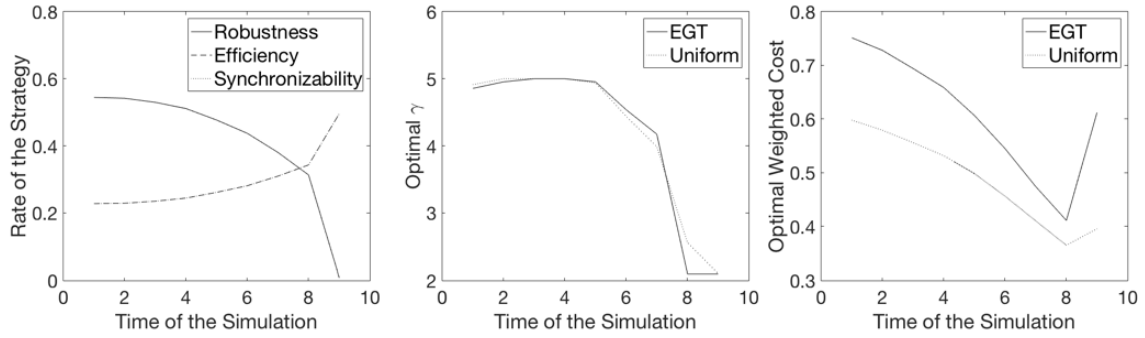 Rate of the Strategy
0.8
0.6
0.4
0.2
0
Robustness
Efficiency
Synchronizability
0 2 4 6 8 10
Time of the Simulation
Optimal γ
6
5
4
3
2
EGT
Uniform
0 2 4 6 8 10
Time of the Simulation
Optimal Weighted Cost
0.8
0.7
0.6
0.5
0.4
0.3
EGT
Uniform
0 2 4 6 8 10
Time of the Simulation